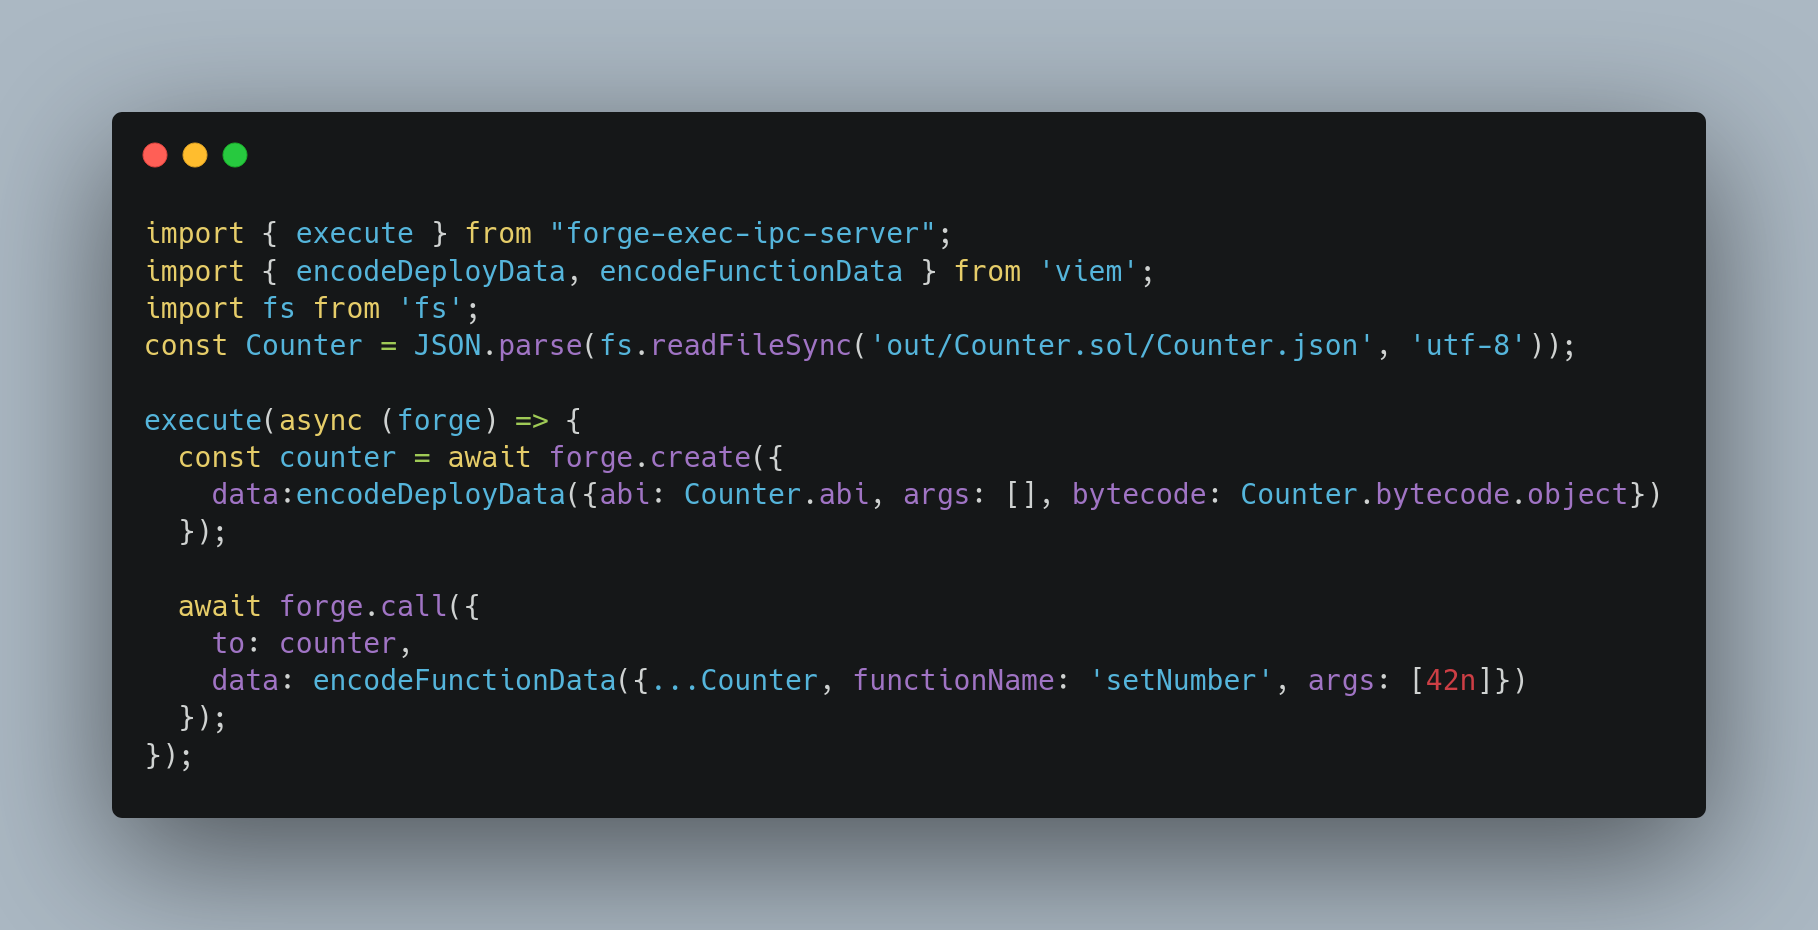 import { execute } from "forge-exec-ipc-server";
import { encodeDeployData, encodeFunctionData } from 'viem';
import fs from 'fs';
const Counter = JSON.parse(fs.readFileSync('out/Counter.sol/Counter.json', 'utf-8'));

execute(async (forge) => {
  const counter = await forge.create({
    data:encodeDeployData({abi: Counter.abi, args: [], bytecode: Counter.bytecode.object})
  });

  await forge.call({
    to: counter,
    data: encodeFunctionData({...Counter, functionName: 'setNumber', args: [42n]})
  });
});